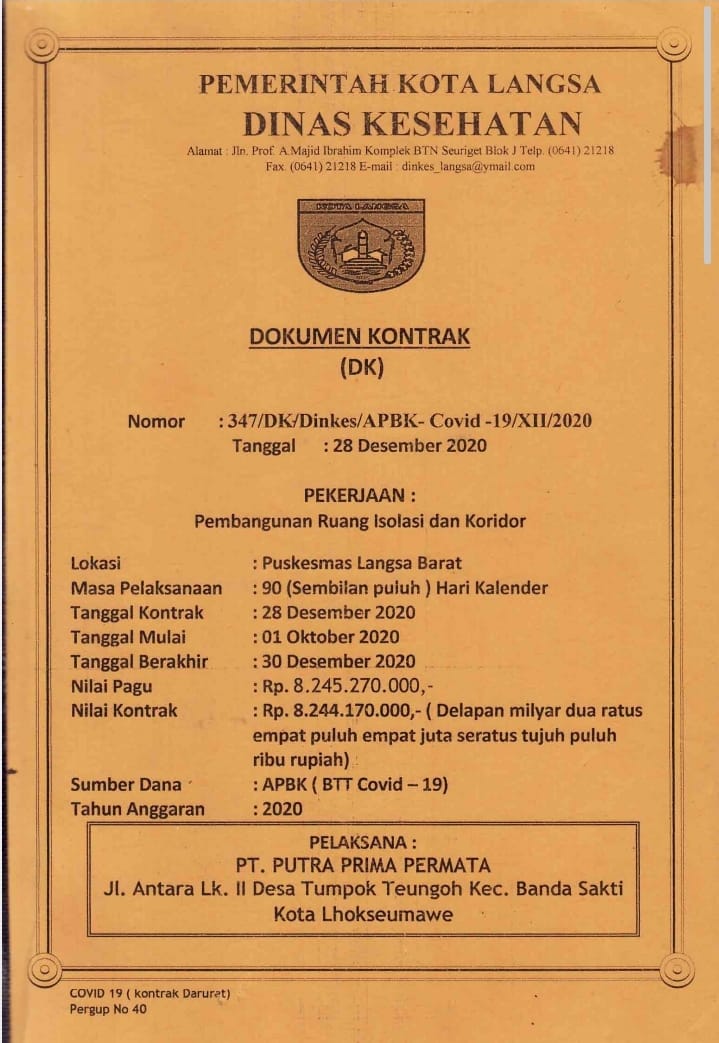 PEMERINTAH KOTA LANGSA
DINAS KESEHATAN
Alamat : Jln. Prof. A.Majid Ibrahim Komplek BTN Seuriget Blok J Telp. (0641) 21218
Fax. (0641) 21218 E-mail : dinkes_langsa@ymail.com
KOTA LANGSA
DOKUMEN KONTRAK
(DK)
Nomor : 347/DK/Dinkes/APBK- Covid -19/XII/2020
Tanggal : 28 Desember 2020
PEKERJAAN :
Pembangunan Ruang Isolasi dan Koridor
Lokasi : Puskesmas Langsa Barat
Masa Pelaksanaan : 90 (Sembilan puluh ) Hari Kalender
Tanggal Kontrak : 28 Desember 2020
Tanggal Mulai : 01 Oktober 2020
Tanggal Berakhir : 30 Desember 2020
Nilai Pagu : Rp. 8.245.270.000,-
Nilai Kontrak : Rp. 8.244.170.000,- ( Delapan milyar dua ratus
empat puluh empat juta seratus tujuh puluh
ribu rupiah)
Sumber Dana : APBK ( BTT Covid – 19)
Tahun Anggaran : 2020
PELAKSANA :
PT. PUTRA PRIMA PERMATA
Jl. Antara Lk. II Desa Tumpok Teungoh Kec. Banda Sakti
Kota Lhokseumawe
COVID 19 ( kontrak Darurat)
Pergup No 40